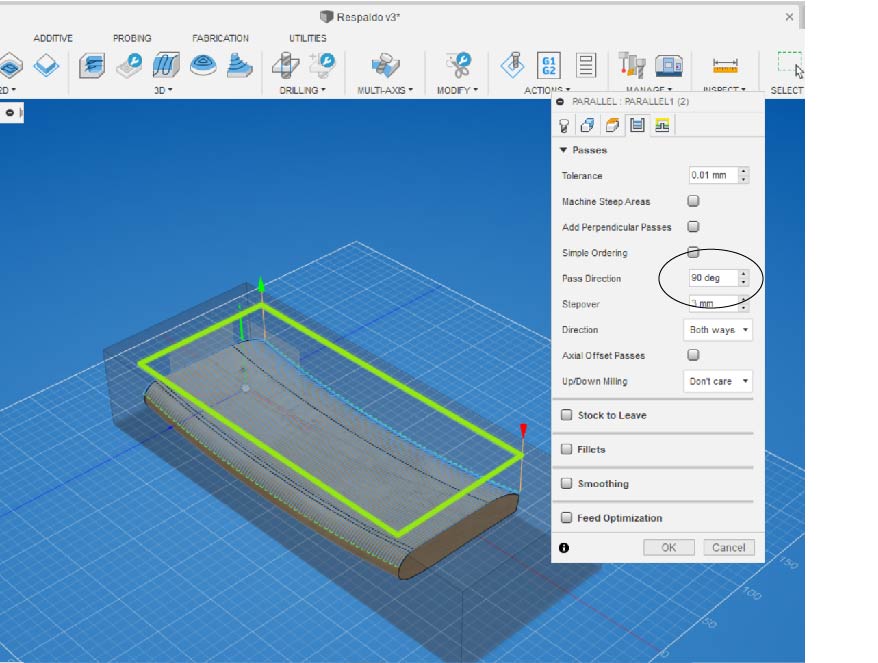 Respaldo v3*
ADDITIVE PROBING FABRICATION UTILITIES
G1
G2
2D 3D DRILLING MULTI-AXIS MODIFY ACTIONS MANAGE INSPECT SELECT
PARALLEL : PARALLEL1 (2)
Passes
Tolerance 0.01 mm
Machine Steep Areas
Add Perpendicular Passes
Simple Ordering
Pass Direction 90 deg
Stepover 3 mm
Direction Both ways
Axial Offset Passes
Up/Down Milling Don't care
Stock to Leave
Fillets
Smoothing
Feed Optimization
OK Cancel
150
100
50
0